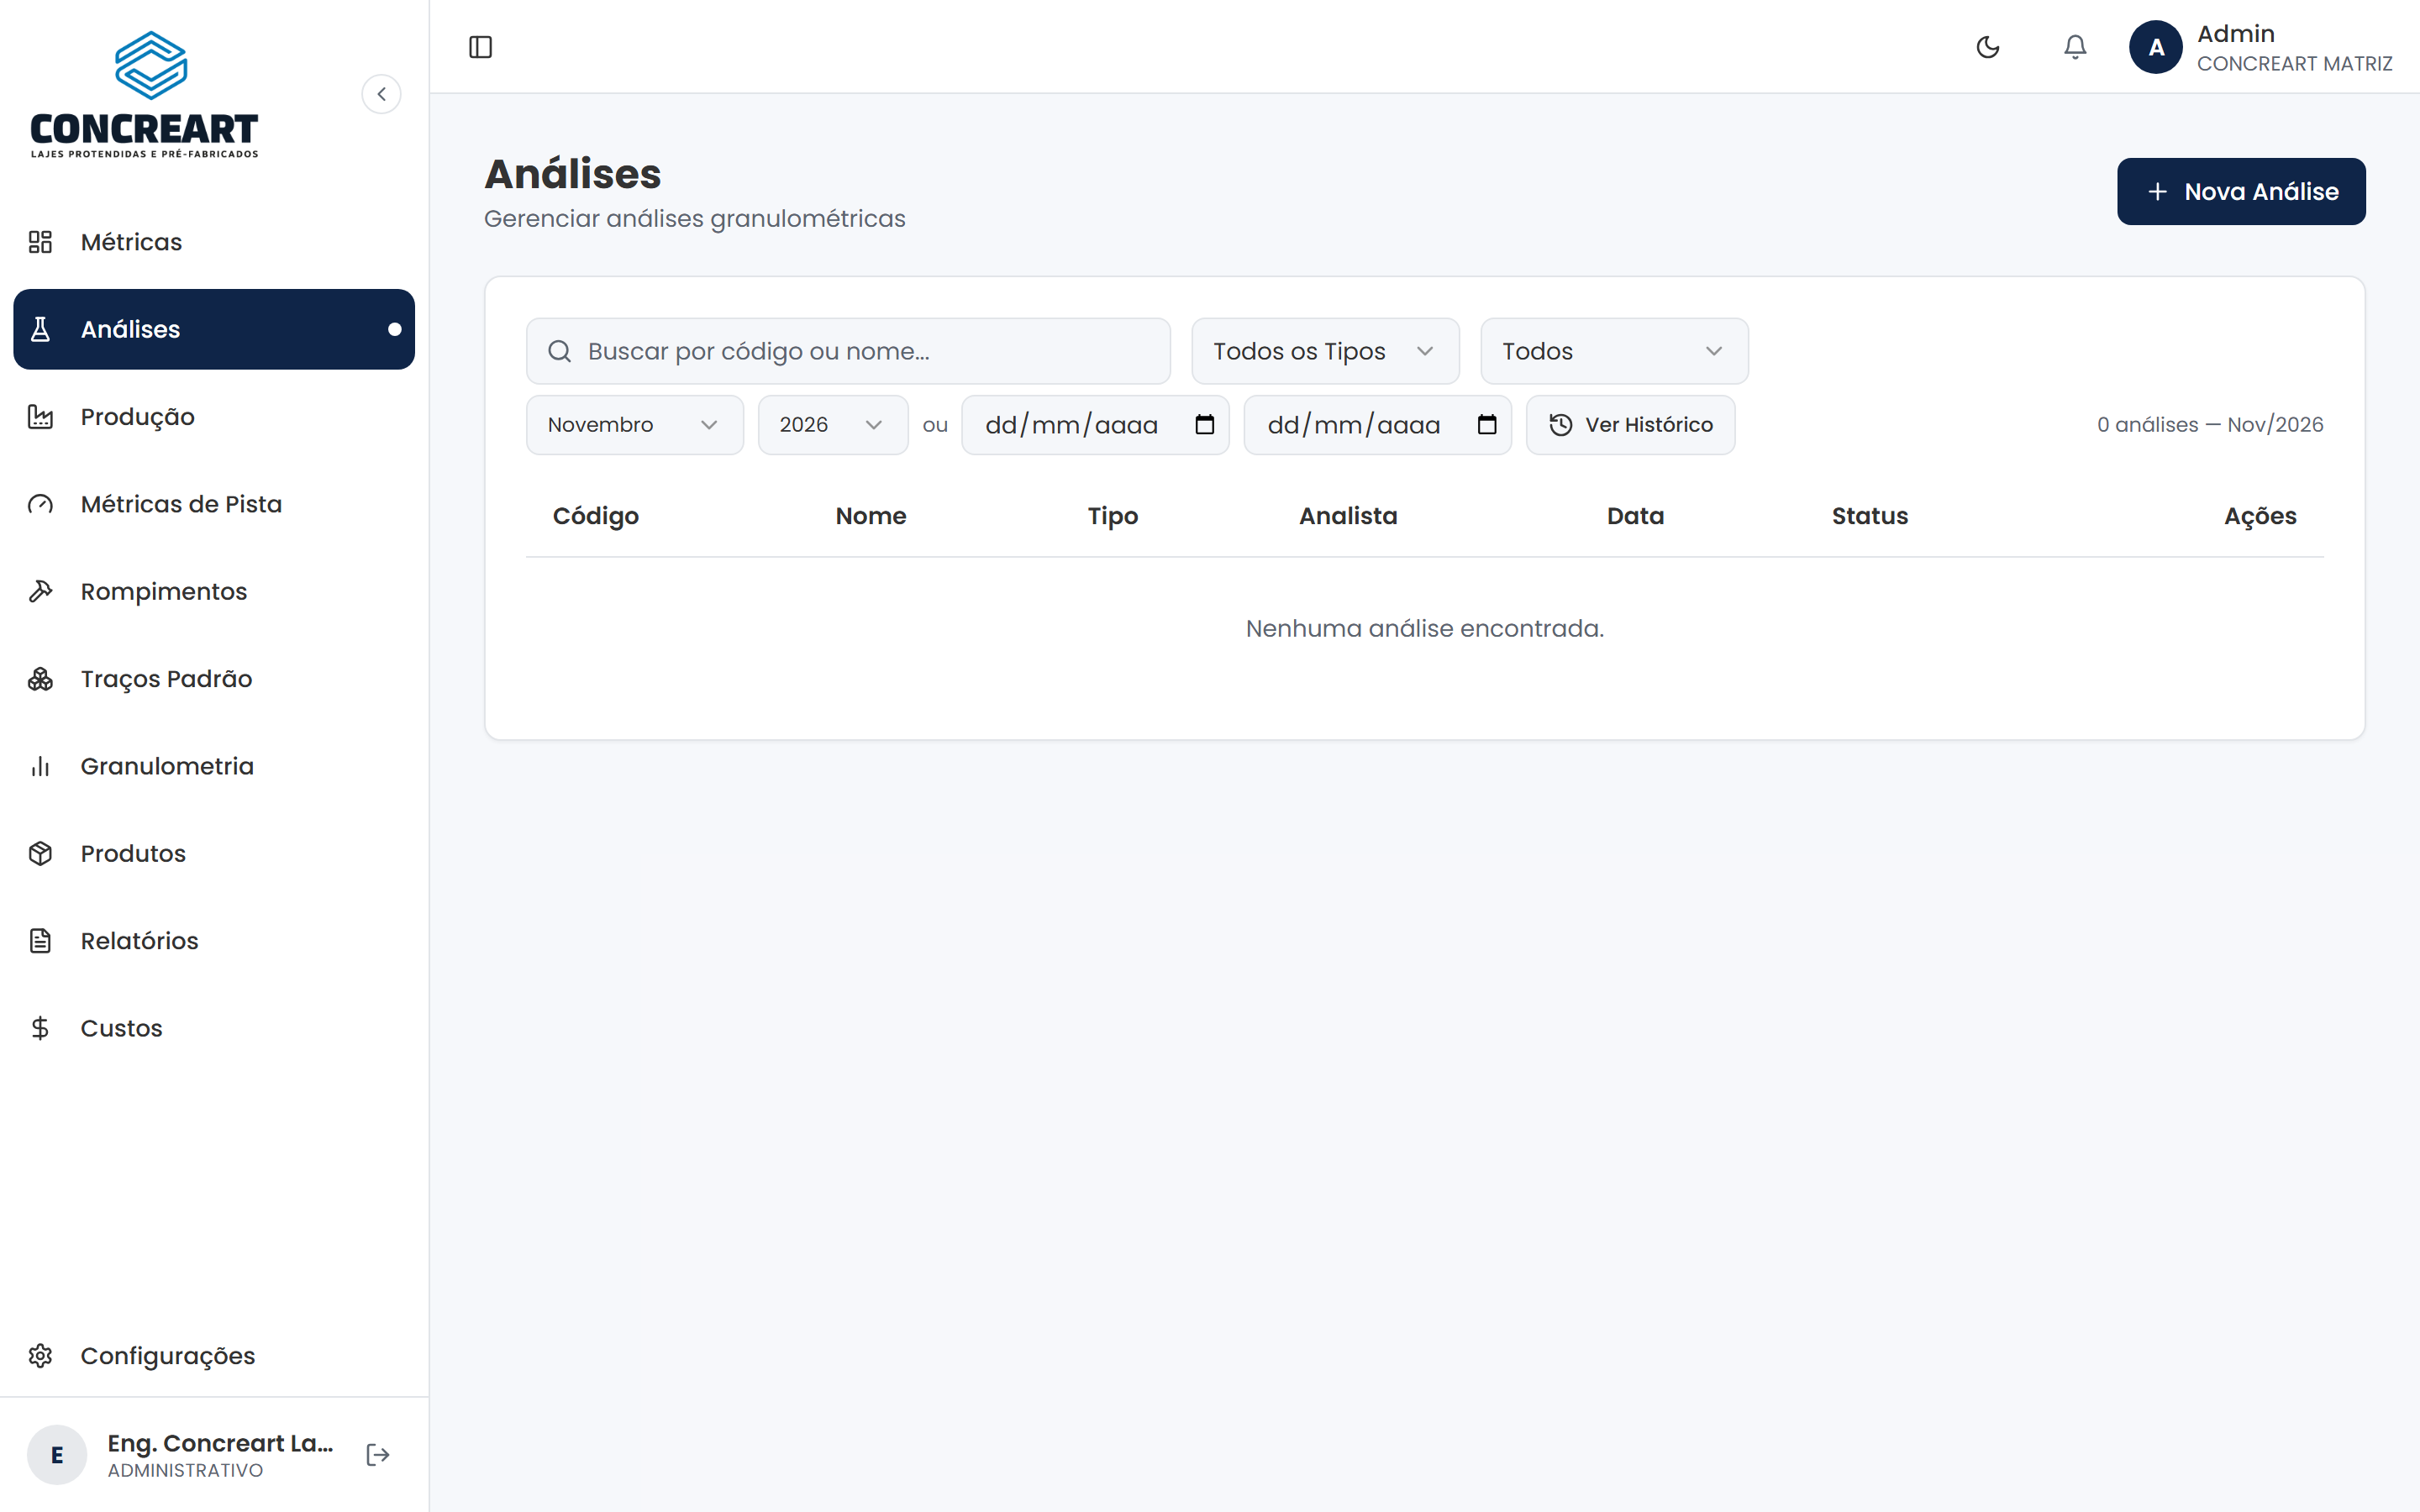 CONCREART
LAJES PROTENDIDAS E PRÉ-FABRICADOS
Métricas
Análises
Produção
Métricas de Pista
Rompimentos
Traços Padrão
Granulometria
Produtos
Relatórios
Custos
Configurações
E
Eng. Concreart La...
ADMINISTRATIVO
A
Admin
CONCREART MATRIZ
Análises
Gerenciar análises granulométricas
+ Nova Análise
Buscar por código ou nome...
Todos os Tipos
Todos
Novembro
2026
ou
dd/mm/aaaa
dd/mm/aaaa
Ver Histórico
0 análises — Nov/2026
Código Nome Tipo Analista Data Status Ações
Nenhuma análise encontrada.